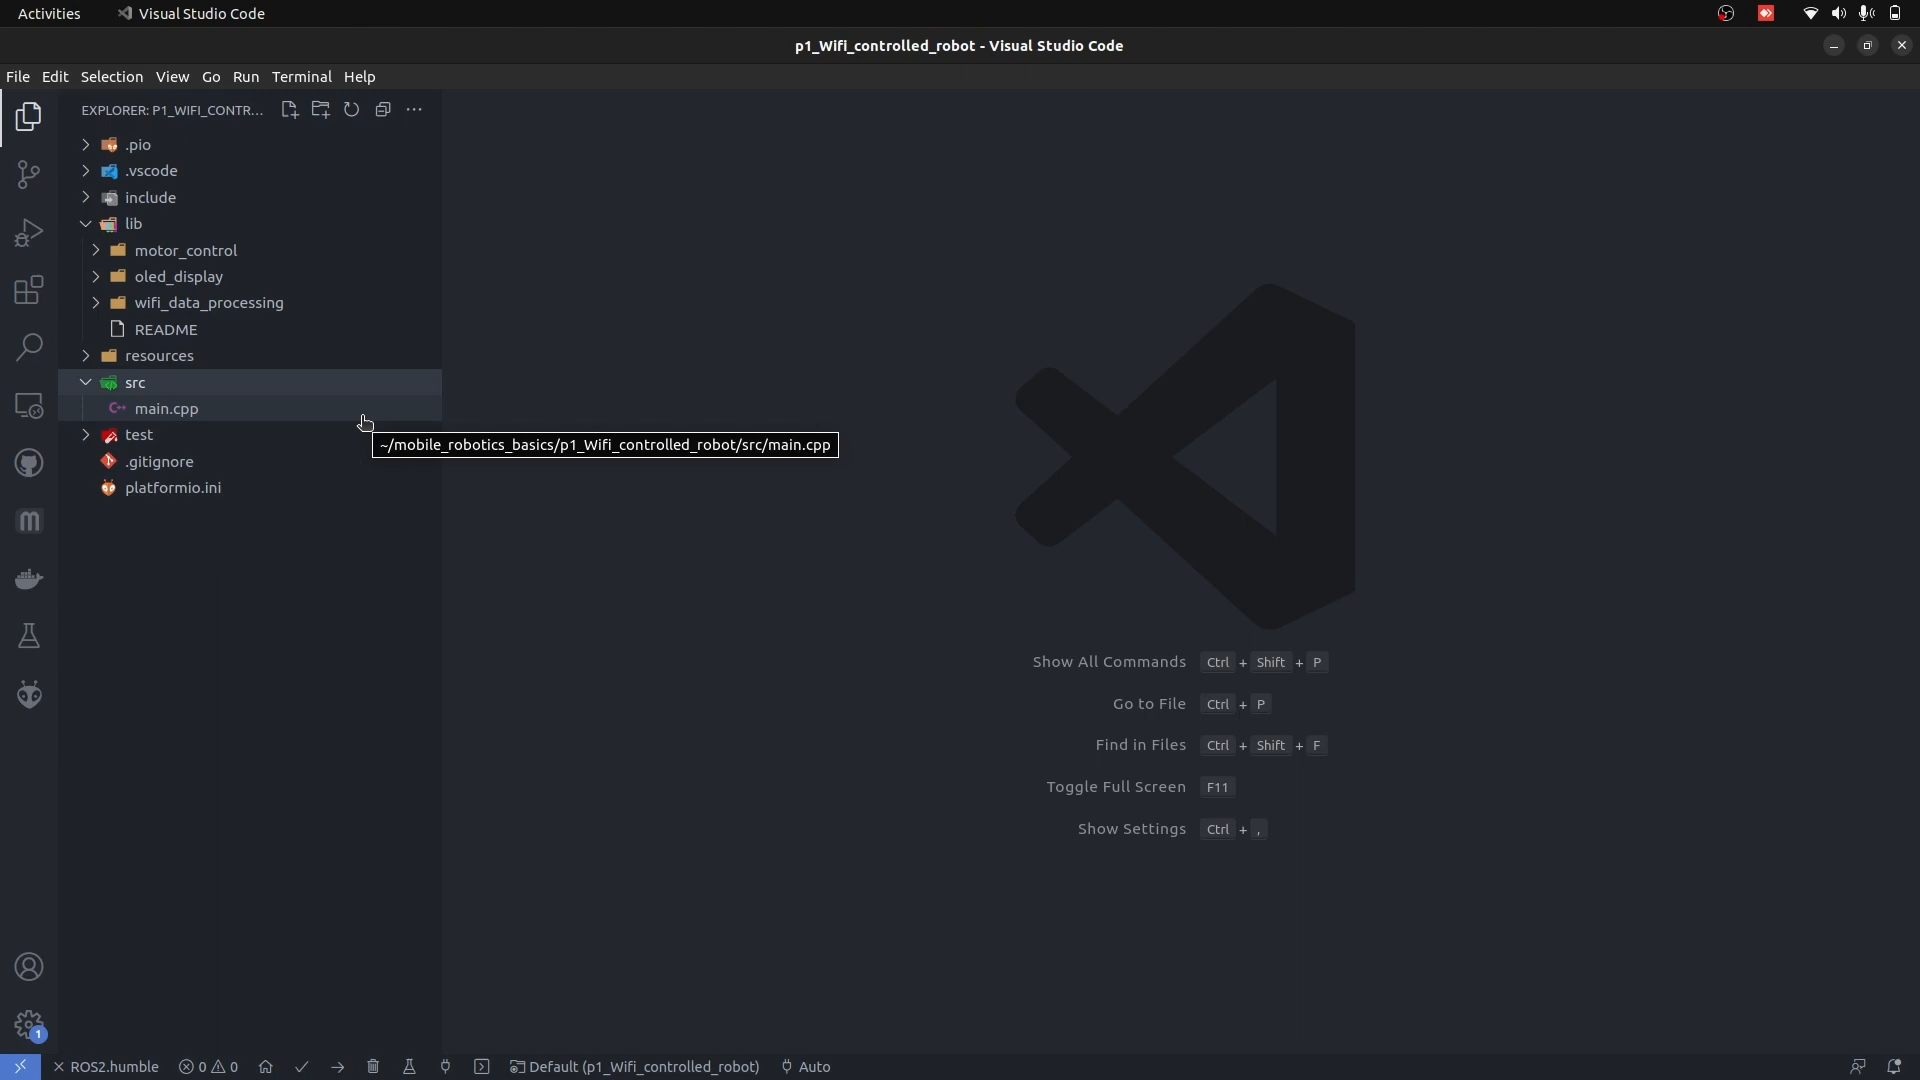 Activities
Visual Studio Code
p1_Wifi_controlled_robot - Visual Studio Code
File Edit Selection View Go Run Terminal Help
EXPLORER: P1_WIFI_CONTR...
.pio
.vscode
include
lib
motor_control
oled_display
wifi_data_processing
README
resources
src
main.cpp
~/mobile_robotics_basics/p1_Wifi_controlled_robot/src/main.cpp
test
.gitignore
platformio.ini
Show All Commands Ctrl + Shift + P
Go to File Ctrl + P
Find in Files Ctrl + Shift + F
Toggle Full Screen F11
Show Settings Ctrl + ,
1
ROS2.humble 0 0 Default (p1_Wifi_controlled_robot) Auto